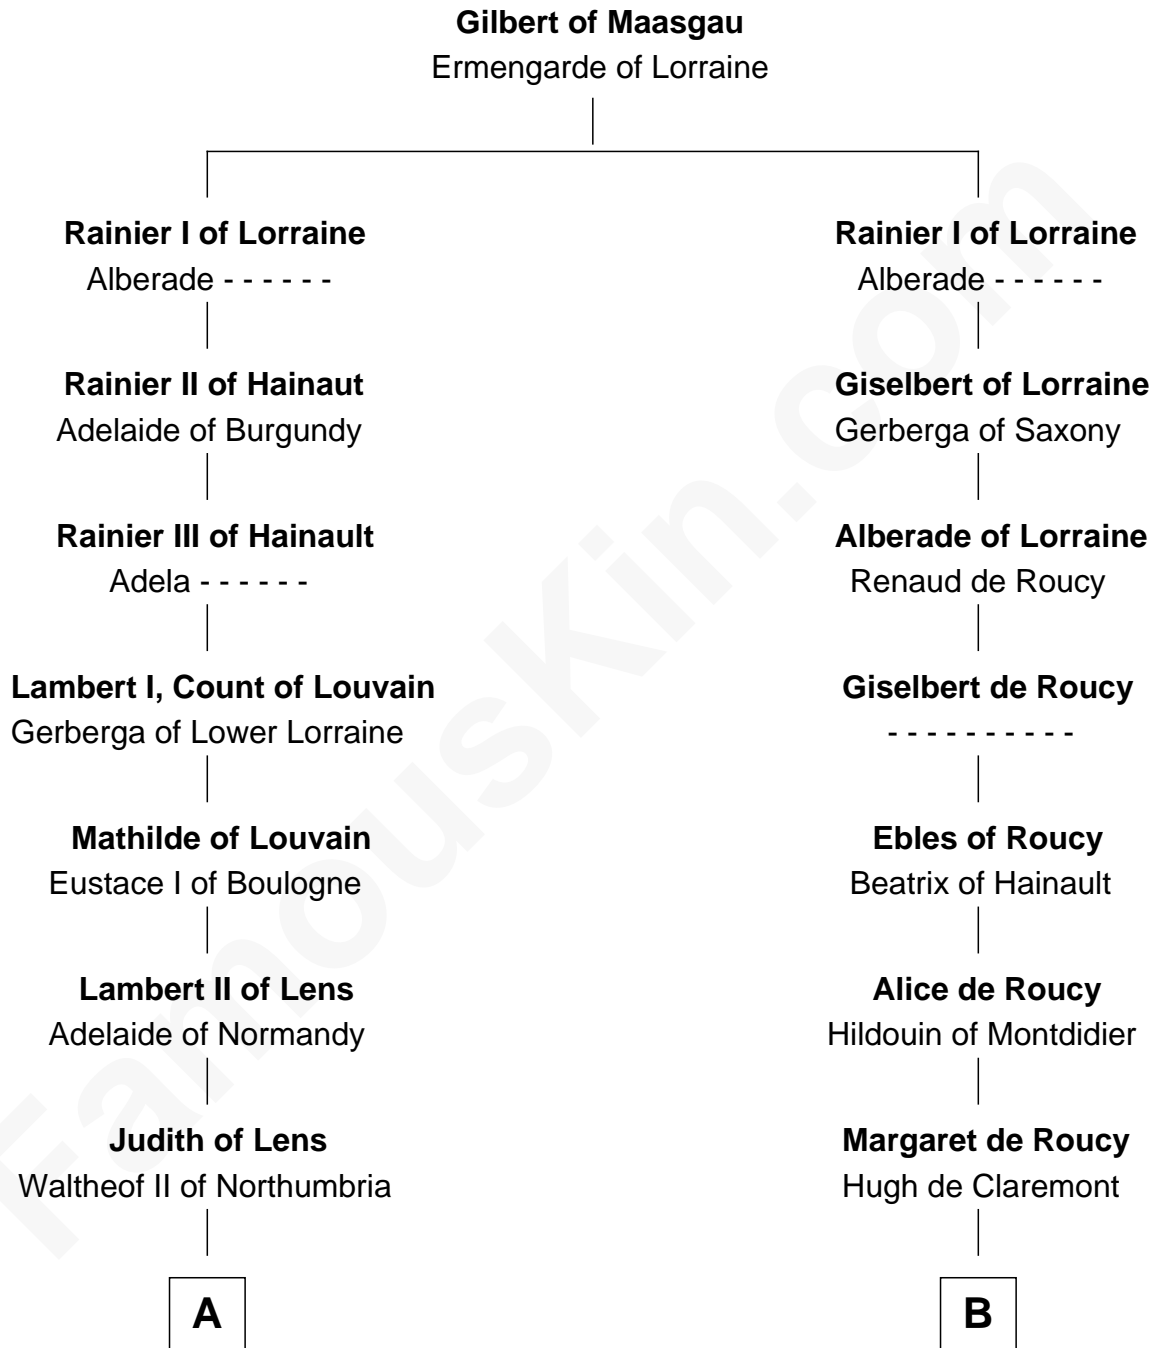 Gilbert of Maasgau
Ermengarde of Lorraine
Rainier I of Lorraine
Alberade - - - - - -
Rainier I of Lorraine
Alberade - - - - - -
Rainier II of Hainaut
Adelaide of Burgundy
Giselbert of Lorraine
Gerberga of Saxony
Rainier III of Hainault
Adela - - - - - -
Alberade of Lorraine
Renaud de Roucy
Lambert I, Count of Louvain
Gerberga of Lower Lorraine
Giselbert de Roucy
- - - - - - - - - -
Mathilde of Louvain
Eustace I of Boulogne
Ebles of Roucy
Beatrix of Hainault
Lambert II of Lens
Adelaide of Normandy
Alice de Roucy
Hildouin of Montdidier
Judith of Lens
Waltheof II of Northumbria
Margaret de Roucy
Hugh de Claremont
A
B
FamousKin.com